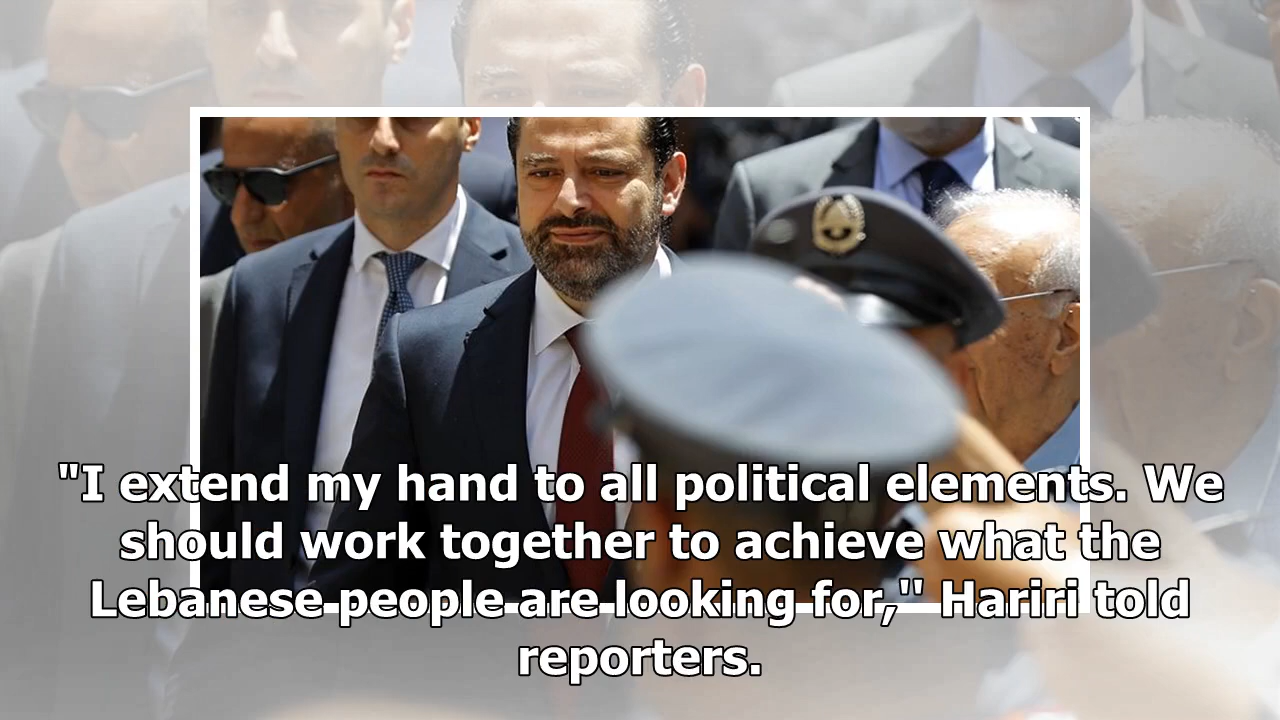 "I extend my hand to all political elements. We
should work together to achieve what the
Lebanese people are looking for," Hariri told
reporters.